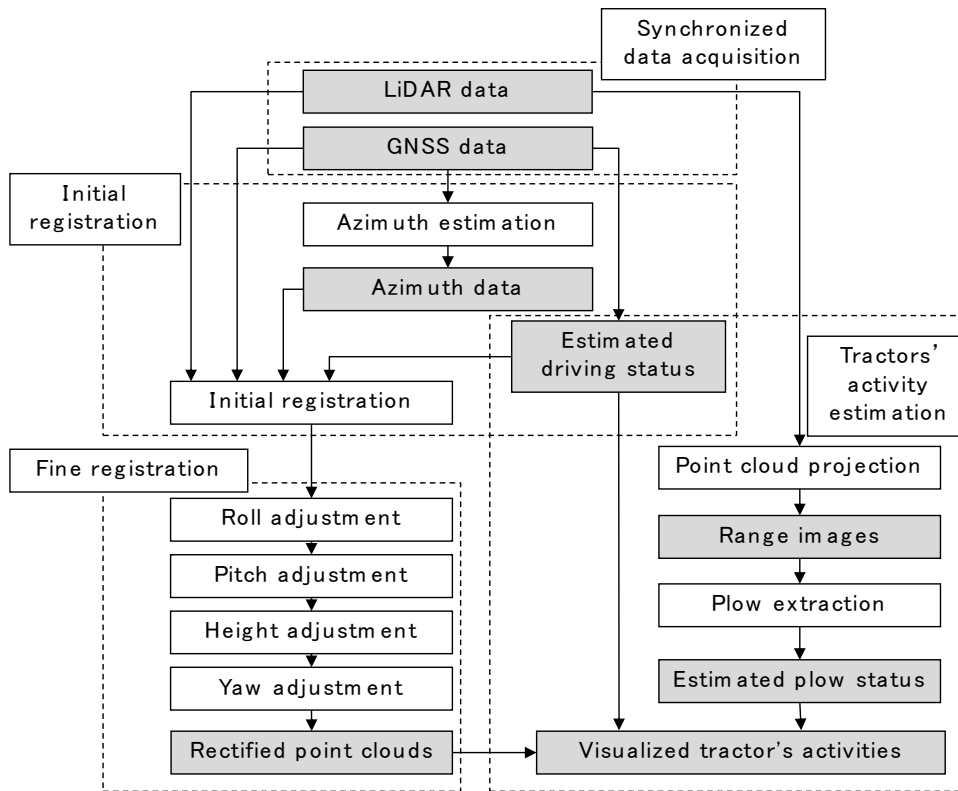 Synchronized
data acquisition
LiDAR data
GNSS data
Initial
registration
Azimuth estimation
Azimuth data
Estimated
driving status
Tractors’
activity
estimation
Initial registration
Fine registration
Point cloud projection
Roll adjustment
Range images
Pitch adjustment
Plow extraction
Height adjustment
Yaw adjustment
Estimated plow status
Rectified point clouds
Visualized tractor’s activities